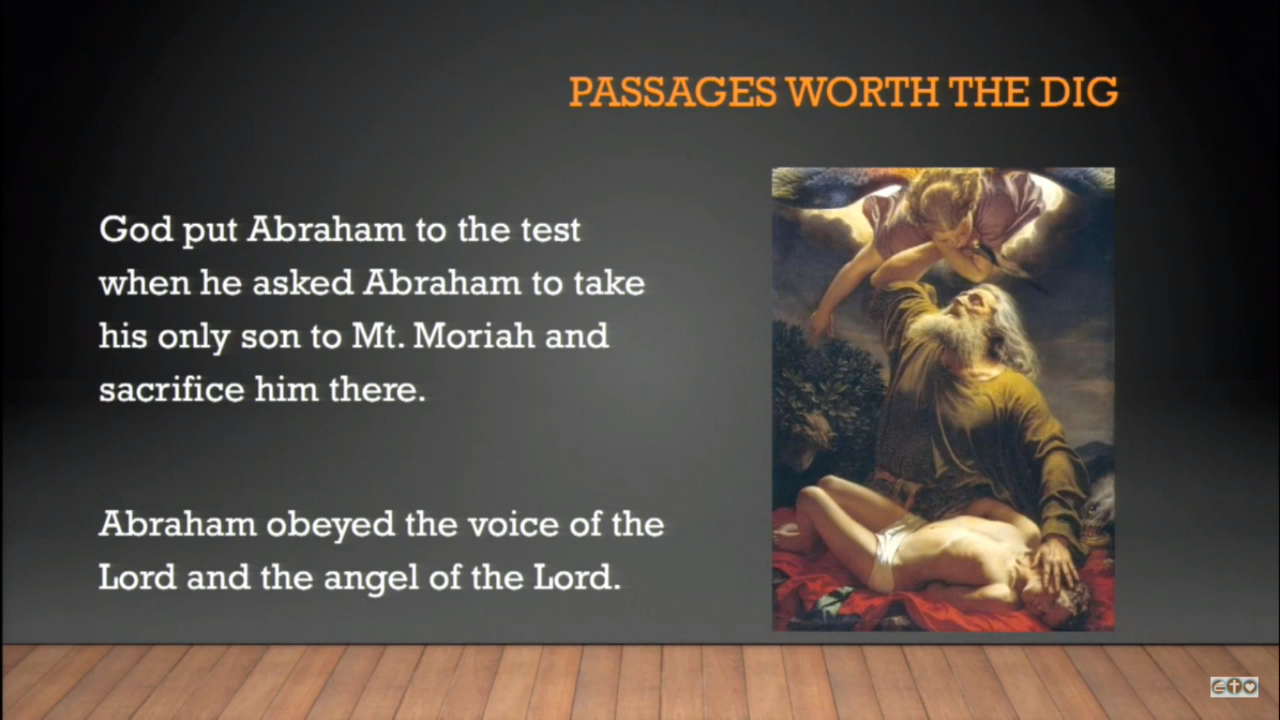 PASSAGES WORTH THE DIG
God put Abraham to the test
when he asked Abraham to take
his only son to Mt. Moriah and
sacrifice him there.
Abraham obeyed the voice of the
Lord and the angel of the Lord.